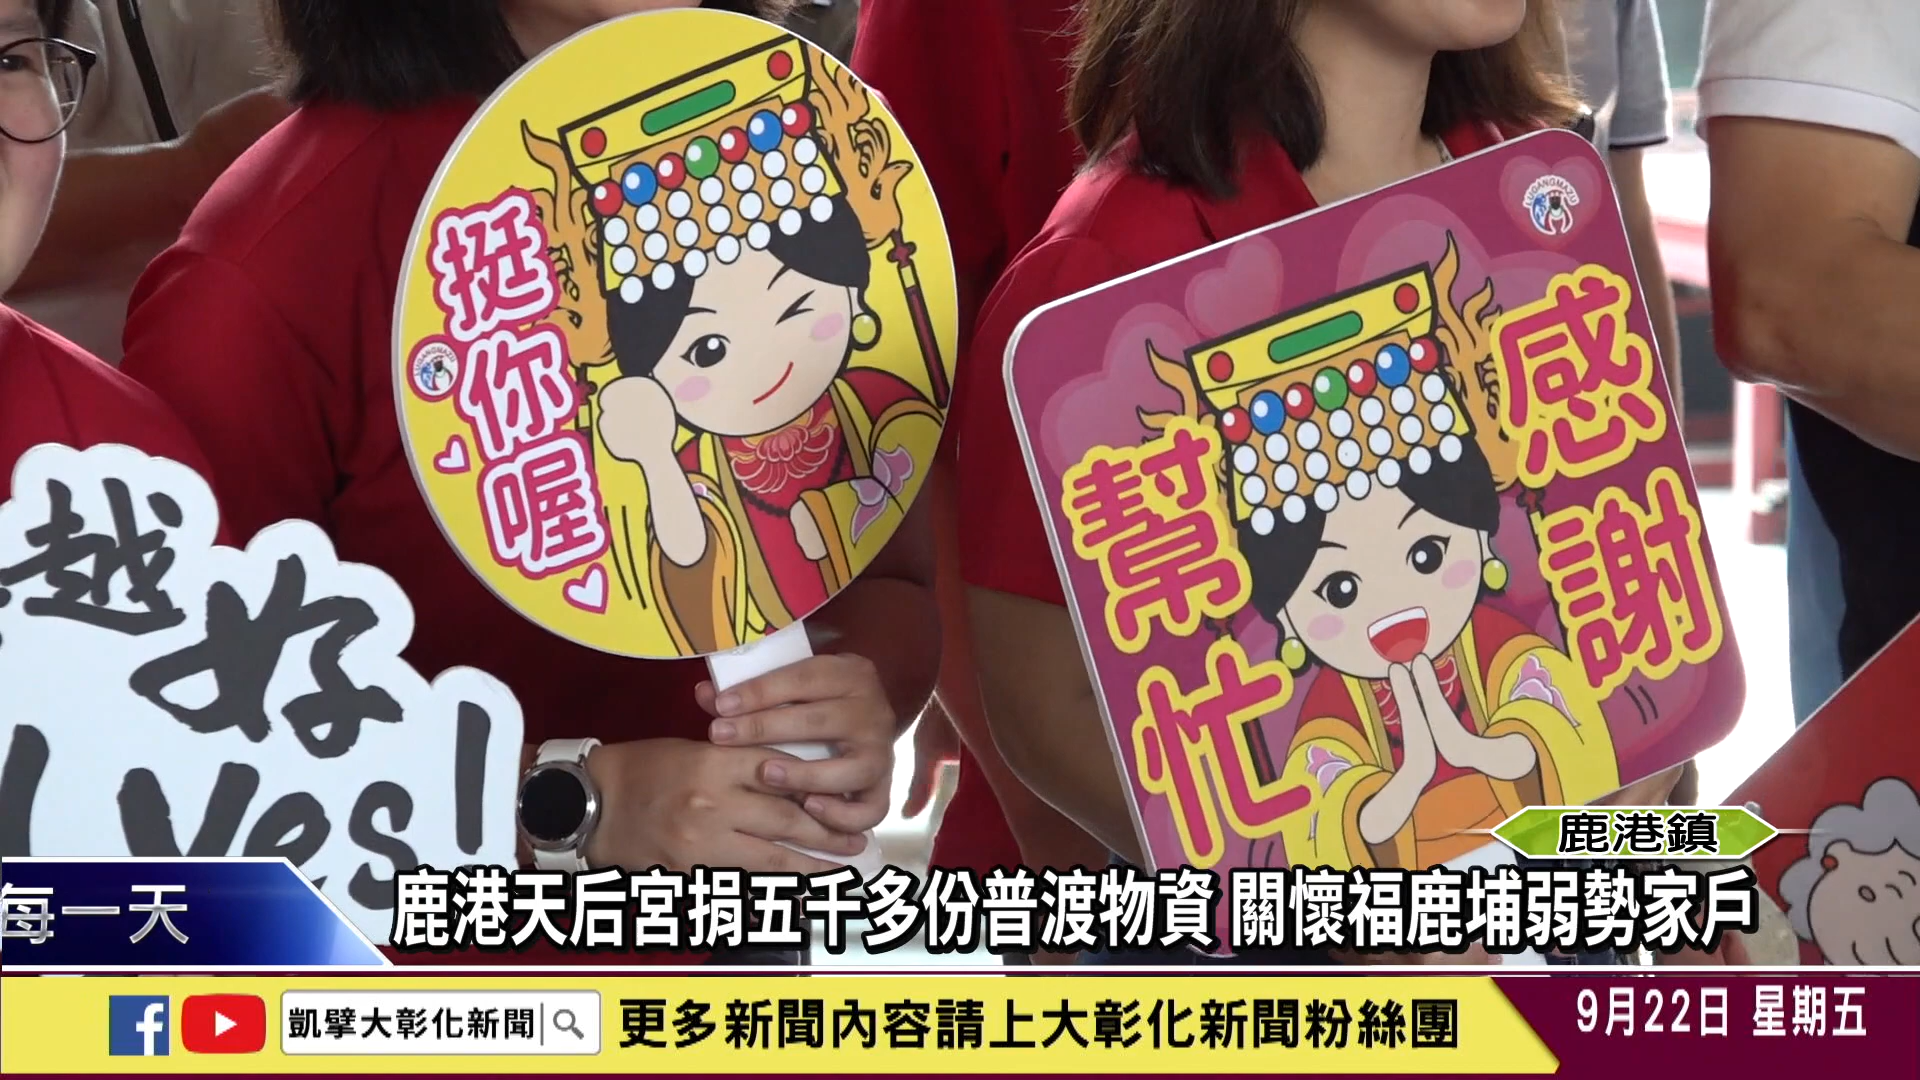 挺你喔
LUGANGMAZU
感謝
幫忙
LUGANGMAZU
越
好
Yes!
鹿港鎮
每一天
鹿港天后宮捐五千多份普渡物資 關懷福鹿埔弱勢家戶
凱擘大彰化新聞
更多新聞內容請上大彰化新聞粉絲團
9月22日 星期五